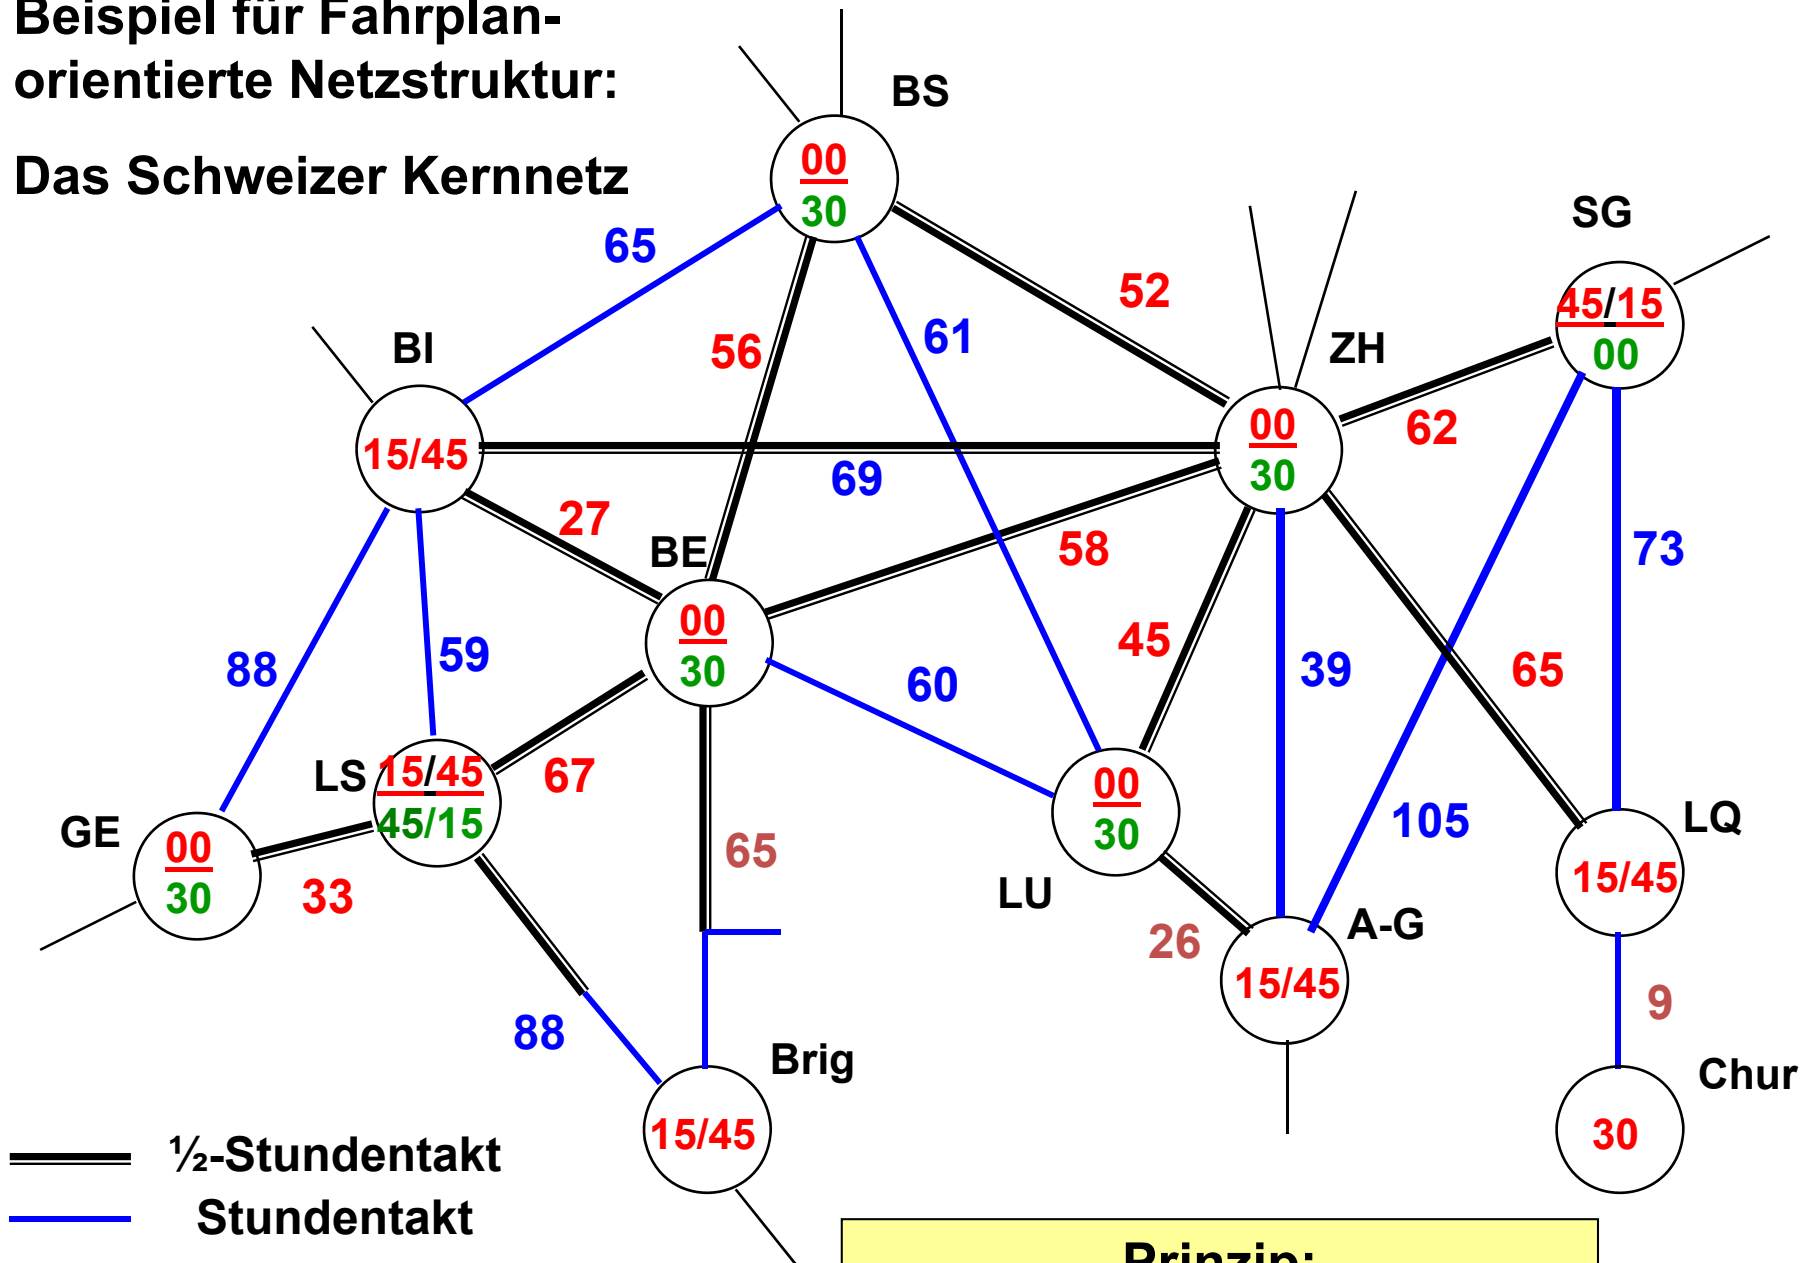 Beispiel für Fahrplan-
orientierte Netzstruktur:
Das Schweizer Kernnetz
BS
00
30
SG
45/15
00
65
52
61
56
BI
15/45
ZH
00
30
62
69
27
BE
00
30
58
73
88
59
60
45
39
65
LS
15/45
45/15
67
GE
00
30
33
65
LU
00
30
105
LQ
15/45
26
A-G
15/45
9
88
Brig
15/45
Chur
30
½-Stundentakt
Stundentakt
Prinzip: